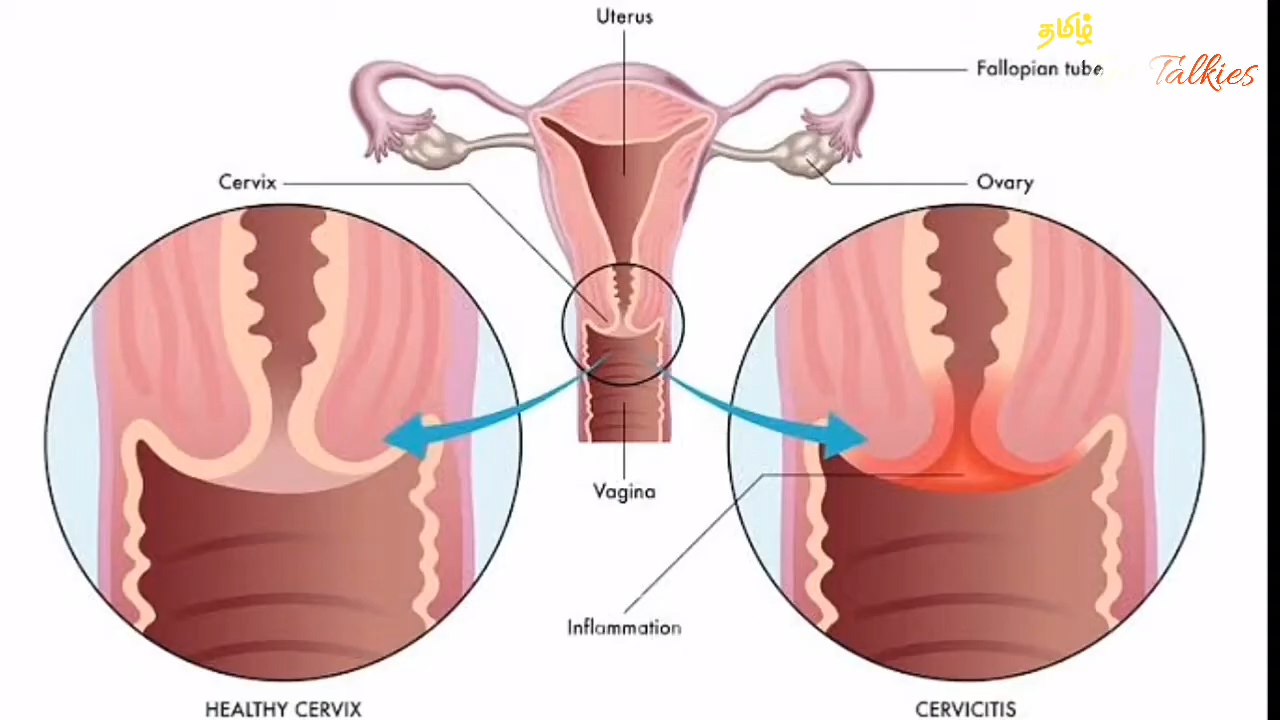 Uterus
தமிழ்
Fallopian tube
Talkies
Cervix
Ovary
Vagina
Inflammation
HEALTHY CERVIX
CERVICITIS